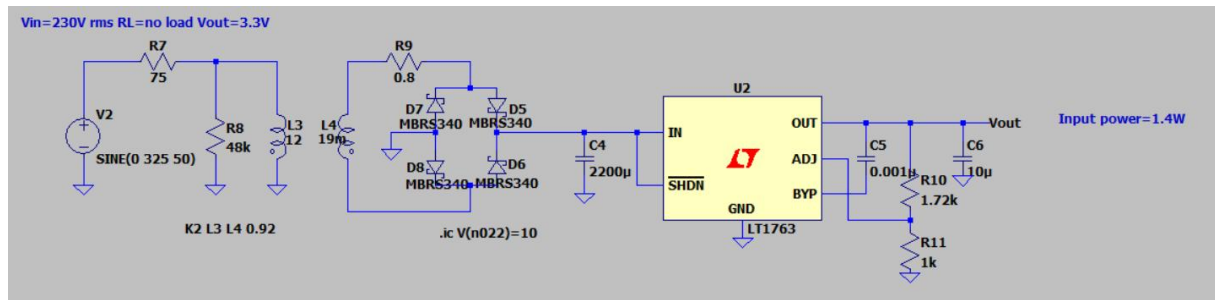 Vin=230V rms RL=no load Vout=3.3V
R7
75
V2
SINE(0 325 50)
R8
48k
L3
12
L4
19m
K2 L3 L4 0.92
R9
0.8
D7
MBRS340
D5
MBRS340
D8
MBRS340
D6
MBRS340
.ic V(n022)=10
C4
2200µ
U2
IN
SHDN
OUT
ADJ
BYP
GND
LT1763
C5
0.001µ
R10
1.72k
R11
1k
C6
10µ
Vout
Input power=1.4W